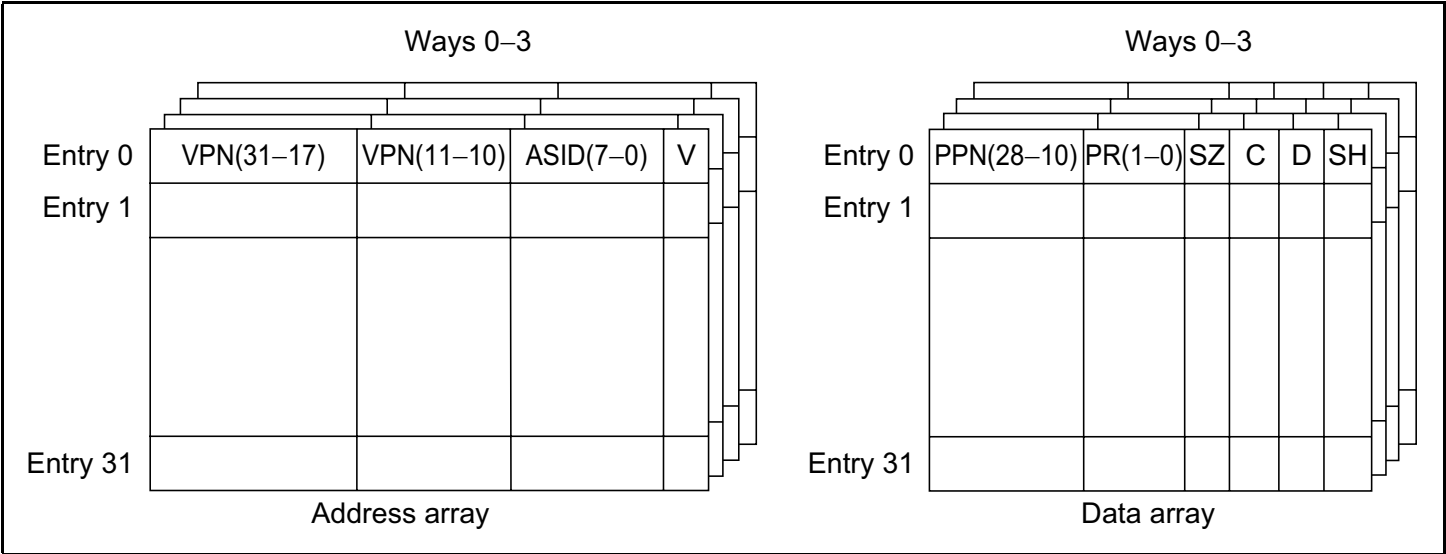 Ways 0–3
Entry 0 VPN(31–17) VPN(11–10) ASID(7–0) V
Entry 1
Entry 31
Address array
Ways 0–3
Entry 0 PPN(28–10) PR(1–0) SZ C D SH
Entry 1
Entry 31
Data array